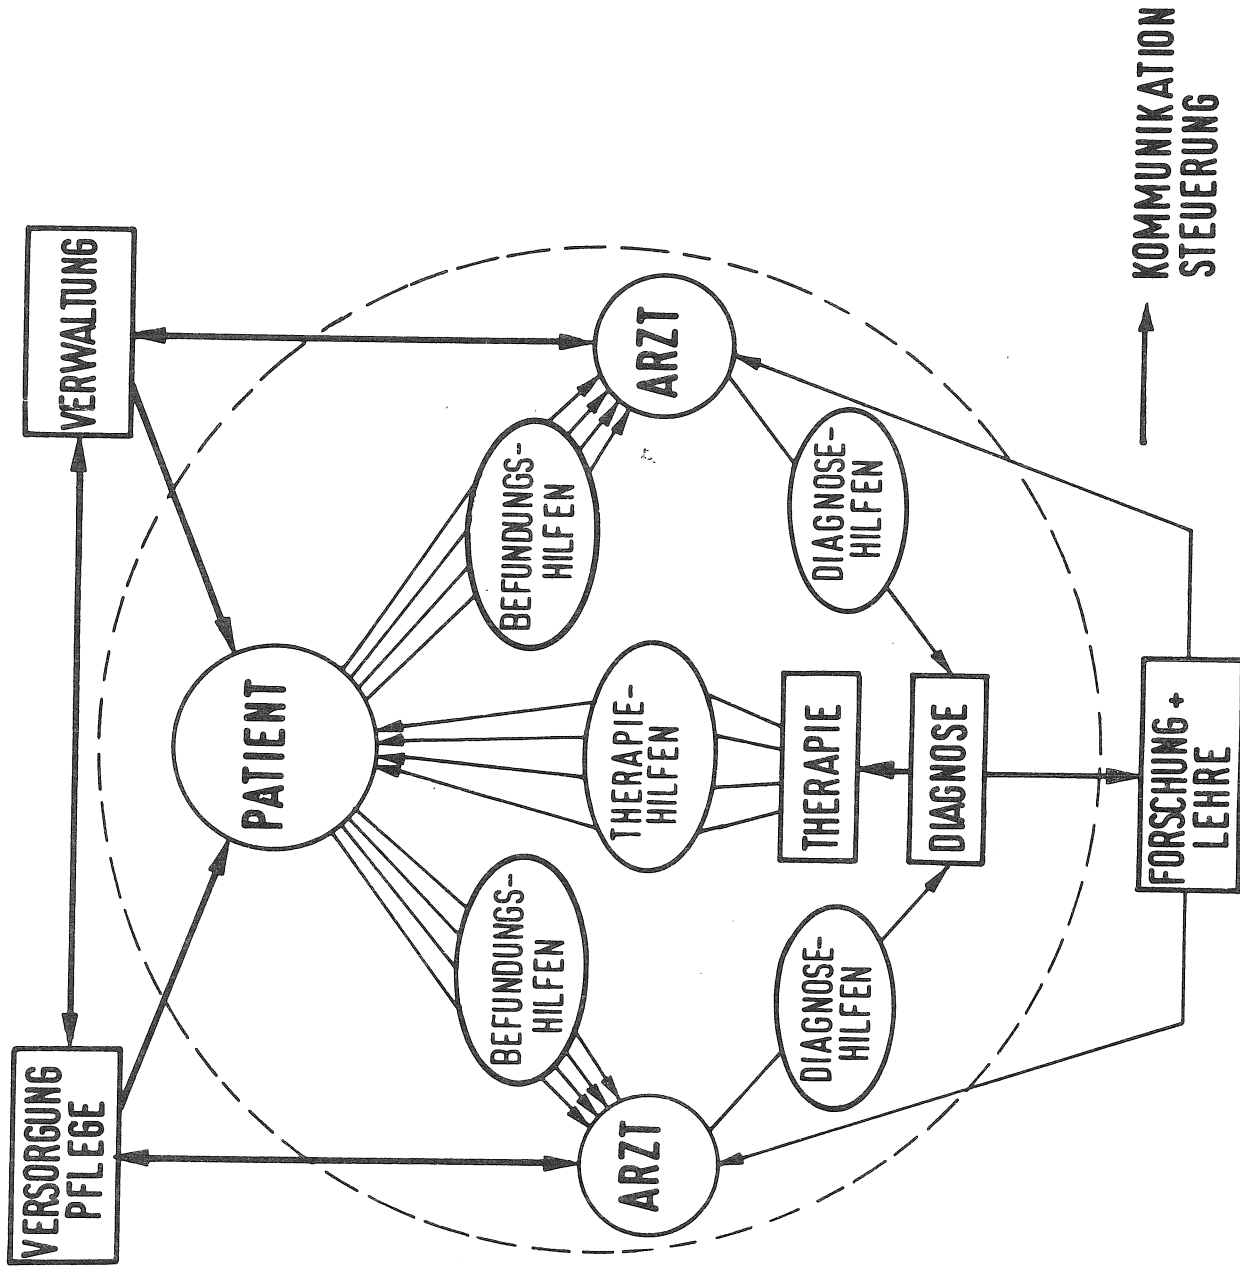 VERSORGUNG
PFLEGE
VERWALTUNG
PATIENT
BEFUNDUNGS-
HILFEN
BEFUNDUNGS-
HILFEN
THERAPIE-
HILFEN
ARZT
ARZT
DIAGNOSE-
HILFEN
DIAGNOSE-
HILFEN
THERAPIE
DIAGNOSE
FORSCHUNG +
LEHRE
KOMMUNIKATION
STEUERUNG